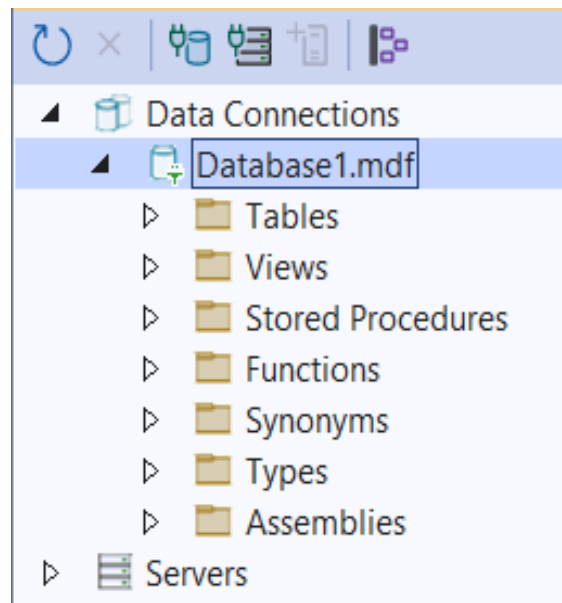 Data Connections
Database1.mdf
Tables
Views
Stored Procedures
Functions
Synonyms
Types
Assemblies
Servers